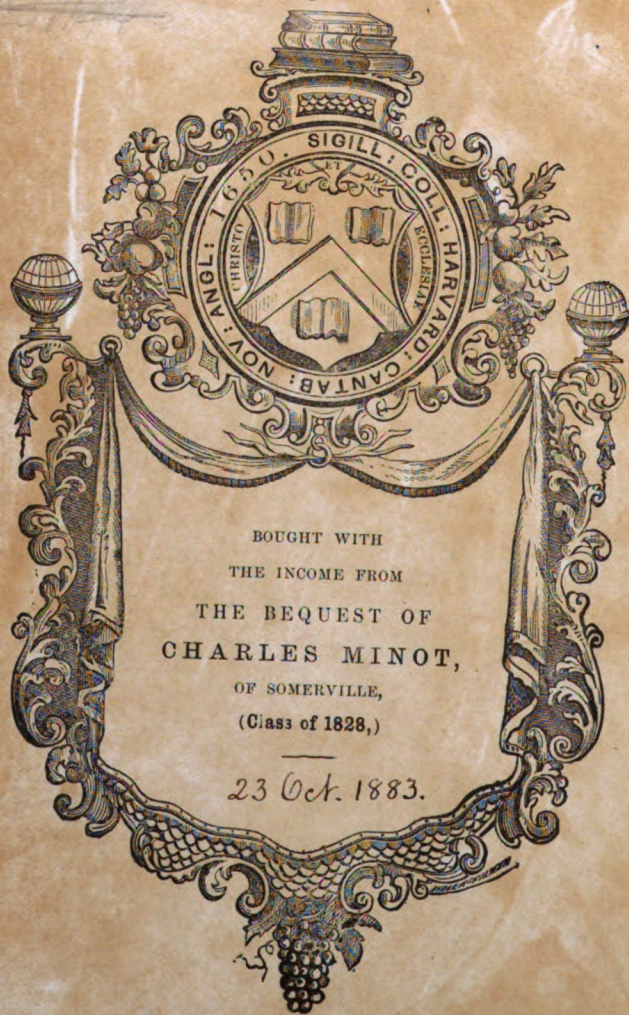 SIGILL: COLL: HARVARD: CANTAB: NOV: ANGL: 1650.
ET
CHRISTO
ECCLESIAE
BOUGHT WITH
THE INCOME FROM
THE BEQUEST OF
CHARLES MINOT,
OF SOMERVILLE,
(Class of 1828,)
23 Oct. 1883.